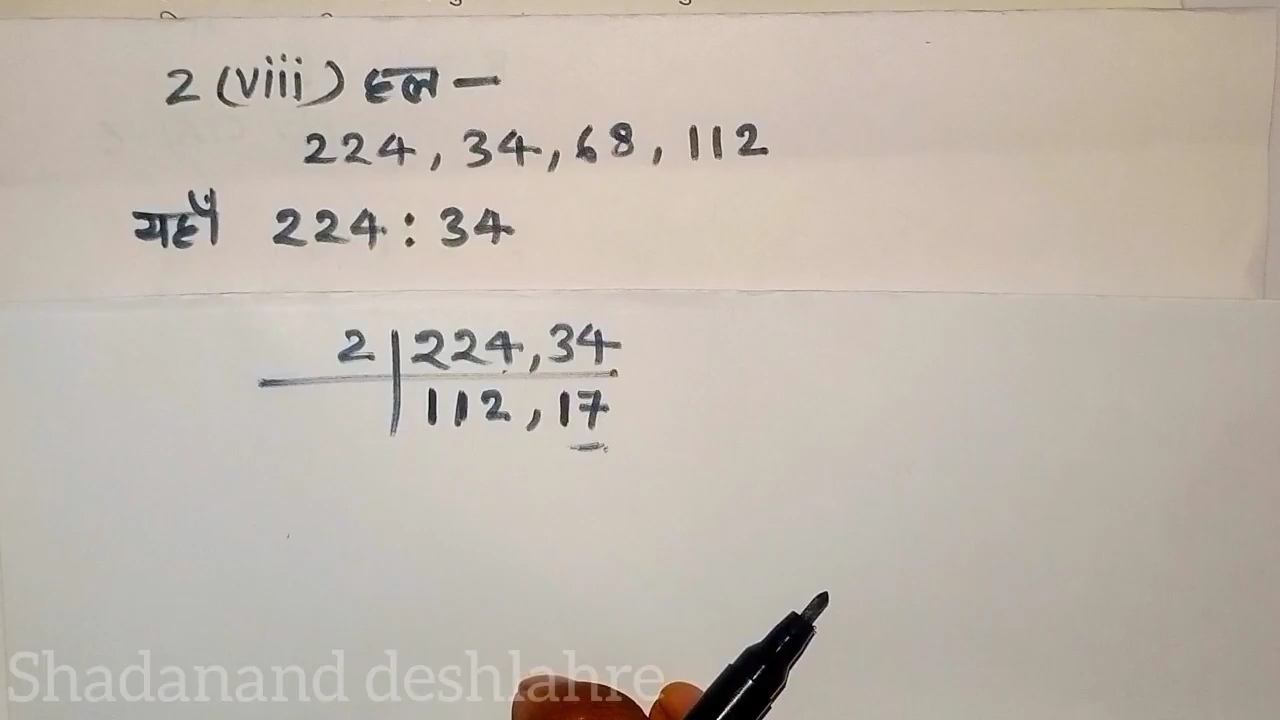 2 (viii) हल –
224, 34, 68, 112
यहाँ 224 : 34
2 | 224, 34
112, 17
Shadanand deshlahre